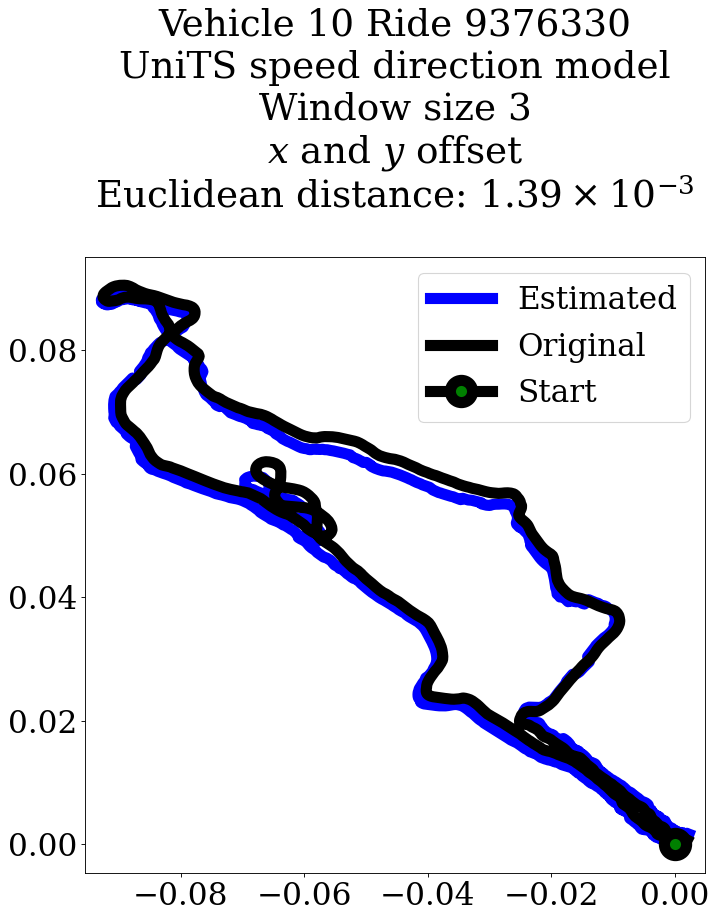 Vehicle 10 Ride 9376330
UniTS speed direction model
Window size 3
x and y offset
Euclidean distance: 1.39 × 10⁻³
Estimated
Original
Start
0.08
0.06
0.04
0.02
0.00
−0.08 −0.06 −0.04 −0.02 0.00